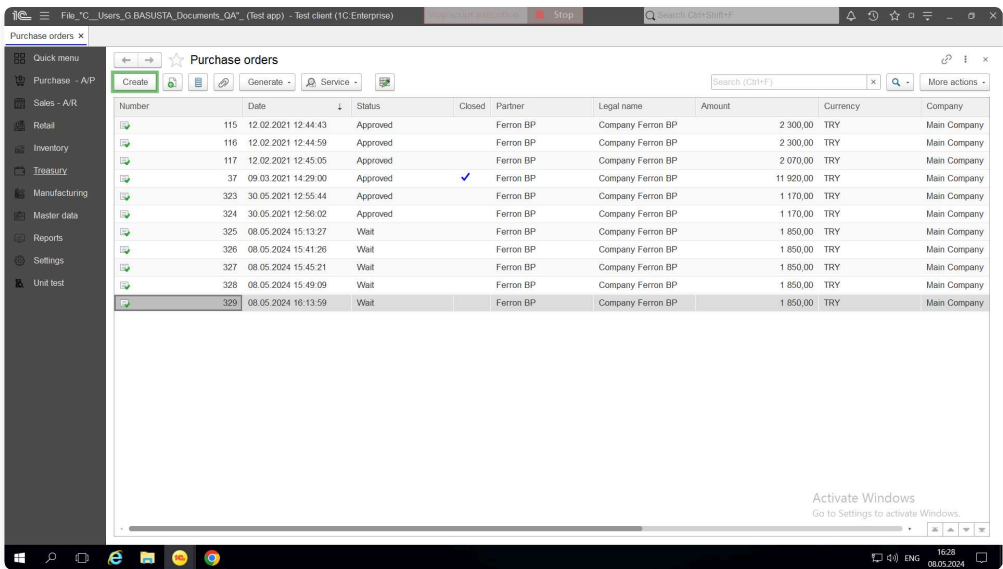 File_"C__Users_G.BASUSTA_Documents_QA"_ (Test app) - Test client (1C:Enterprise) Stop Search Ctrl+Shift+F
Purchase orders ×
Quick menu
Purchase - A/P
Sales - A/R
Retail
Inventory
Treasury
Manufacturing
Master data
Reports
Settings
Unit test
Purchase orders
Create Generate Service Search (Ctrl+F) × More actions
Number Date ↓ Status Closed Partner Legal name Amount Currency Company
115 12.02.2021 12:44:43 Approved Ferron BP Company Ferron BP 2 300,00 TRY Main Company
116 12.02.2021 12:44:59 Approved Ferron BP Company Ferron BP 2 300,00 TRY Main Company
117 12.02.2021 12:45:05 Approved Ferron BP Company Ferron BP 2 070,00 TRY Main Company
37 09.03.2021 14:29:00 Approved ✓ Ferron BP Company Ferron BP 11 920,00 TRY Main Company
323 30.05.2021 12:55:44 Approved Ferron BP Company Ferron BP 1 170,00 TRY Main Company
324 30.05.2021 12:56:02 Approved Ferron BP Company Ferron BP 1 170,00 TRY Main Company
325 08.05.2024 15:13:27 Wait Ferron BP Company Ferron BP 1 850,00 TRY Main Company
326 08.05.2024 15:41:26 Wait Ferron BP Company Ferron BP 1 850,00 TRY Main Company
327 08.05.2024 15:45:21 Wait Ferron BP Company Ferron BP 1 850,00 TRY Main Company
328 08.05.2024 15:49:09 Wait Ferron BP Company Ferron BP 1 850,00 TRY Main Company
329 08.05.2024 16:13:59 Wait Ferron BP Company Ferron BP 1 850,00 TRY Main Company
Activate Windows
Go to Settings to activate Windows.
ENG 16:28
08.05.2024